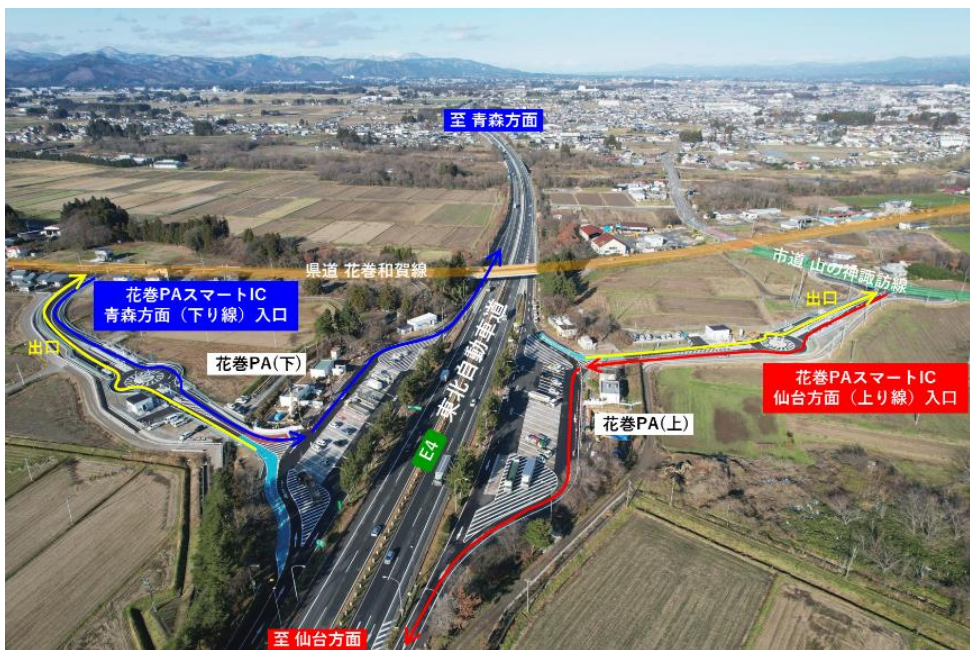 至 青森方面
県道 花巻和賀線
市道 山の神諏訪線
花巻PAスマートIC
青森方面（下り線）入口
出口
出口
花巻PA(下)
東北自動車道
花巻PAスマートIC
仙台方面（上り線）入口
花巻PA(上)
E4
至 仙台方面